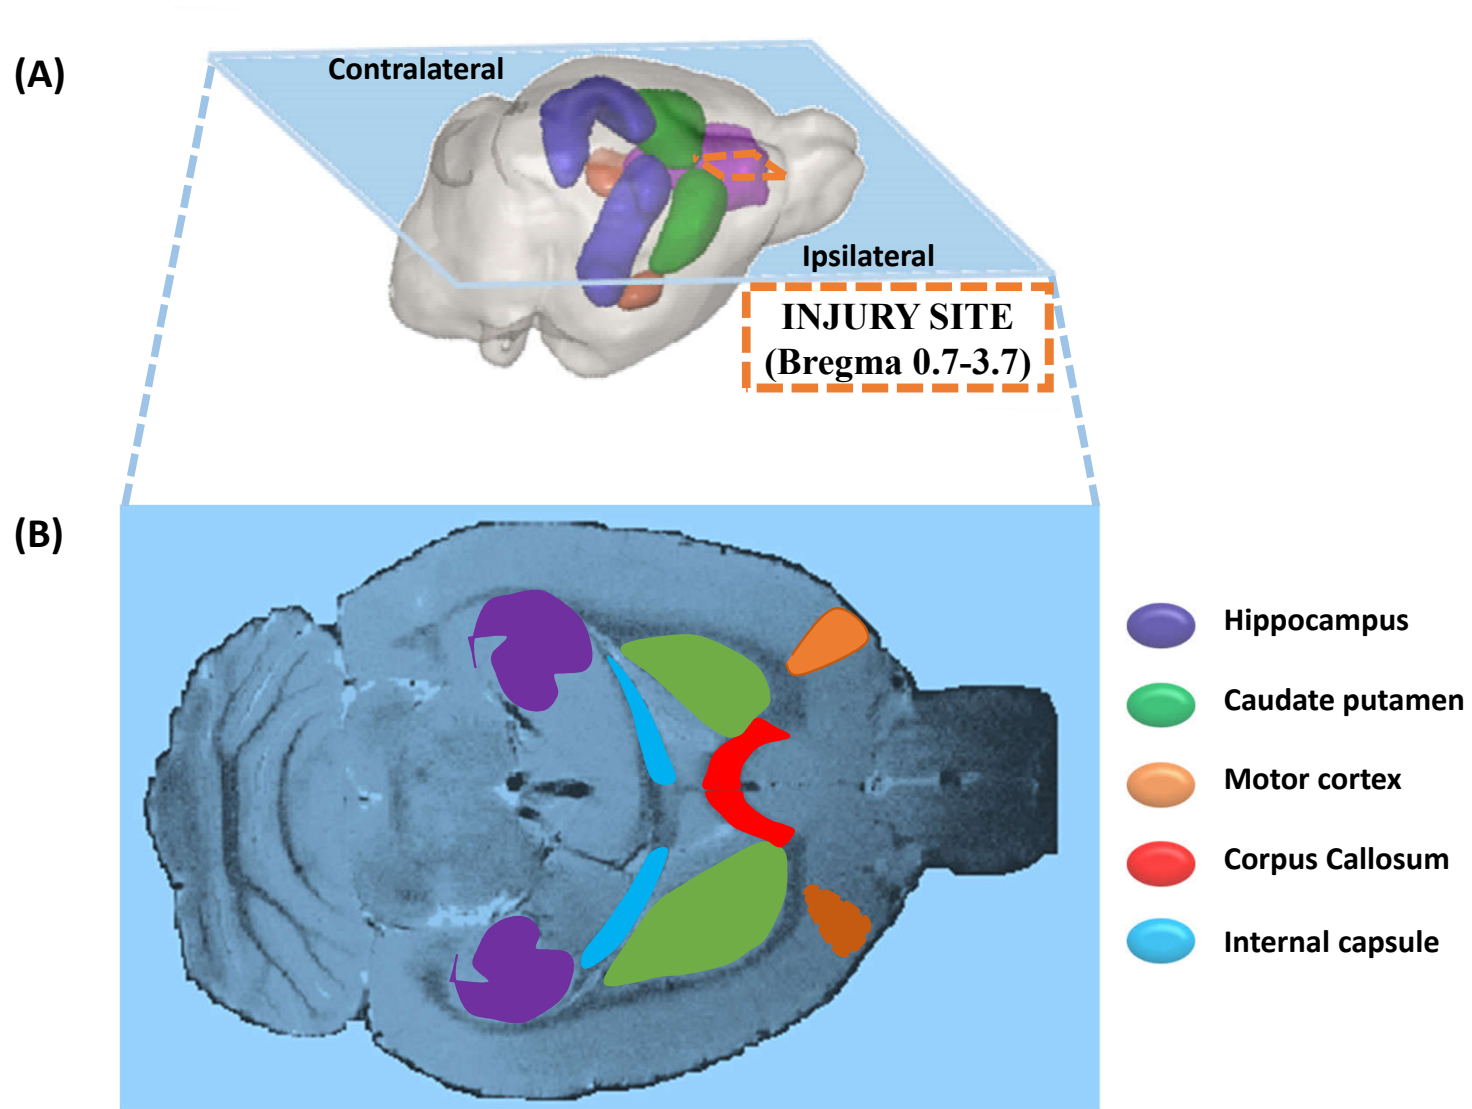 (A)
Contralateral
Ipsilateral
INJURY SITE
(Bregma 0.7-3.7)
(B)
Hippocampus
Caudate putamen
Motor cortex
Corpus Callosum
Internal capsule